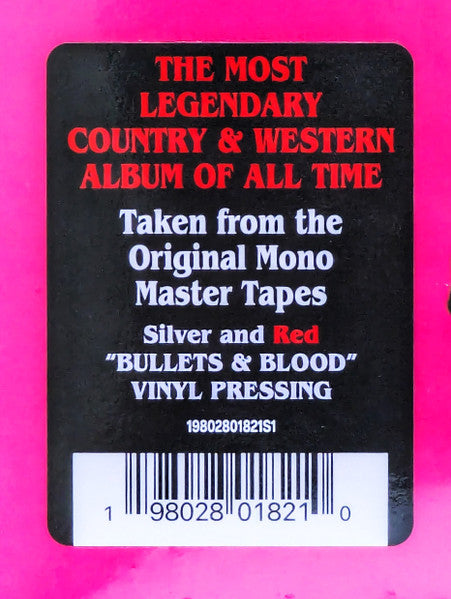 THE MOST
LEGENDARY
COUNTRY & WESTERN
ALBUM OF ALL TIME
Taken from the
Original Mono
Master Tapes
Silver and Red
"BULLETS & BLOOD"
VINYL PRESSING
19802801821S1
1 98028 01821 0